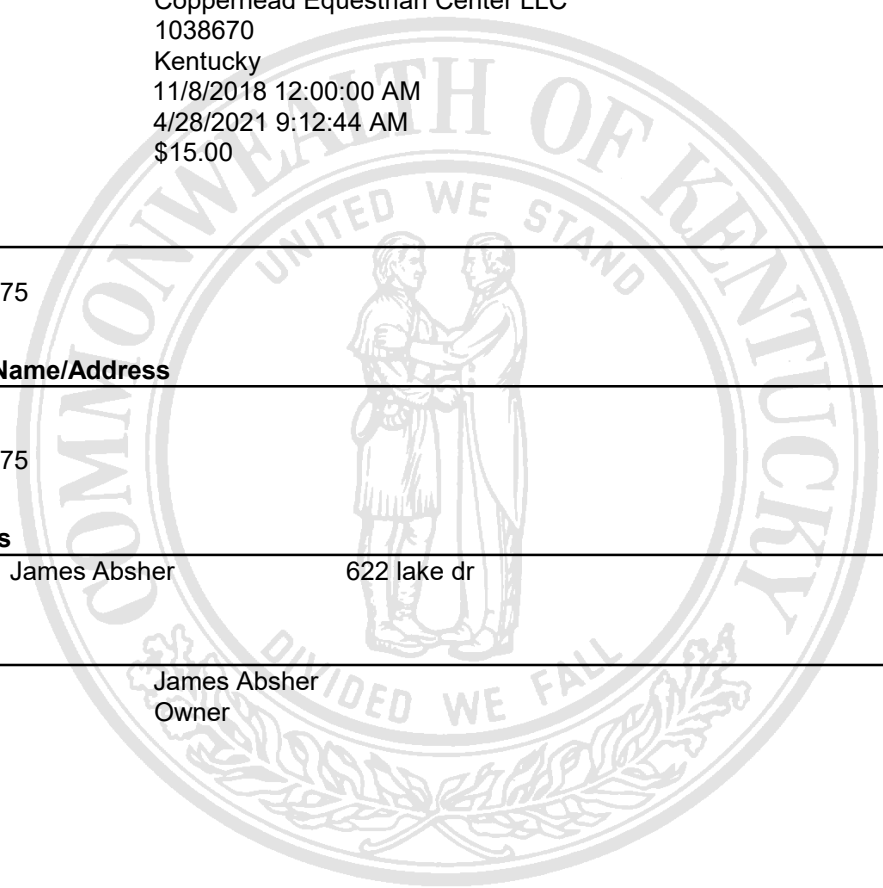 Copperhead Equestrian Center LLC
1038670
Kentucky
11/8/2018 12:00:00 AM
4/28/2021 9:12:44 AM
$15.00
75
Name/Address
75
s
James Absher 622 lake dr
James Absher
Owner
COMMONWEALTH OF KENTUCKY
UNITED WE STAND
DIVIDED WE FALL